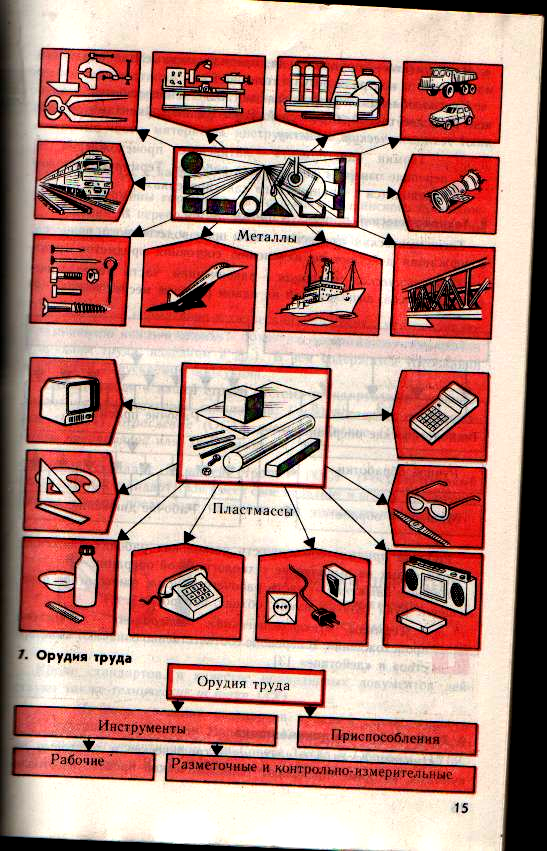 Металлы
Пластмассы
7. Орудия труда
Орудия труда
Инструменты
Приспособления
Рабочие
Разметочные и контрольно-измерительные
15